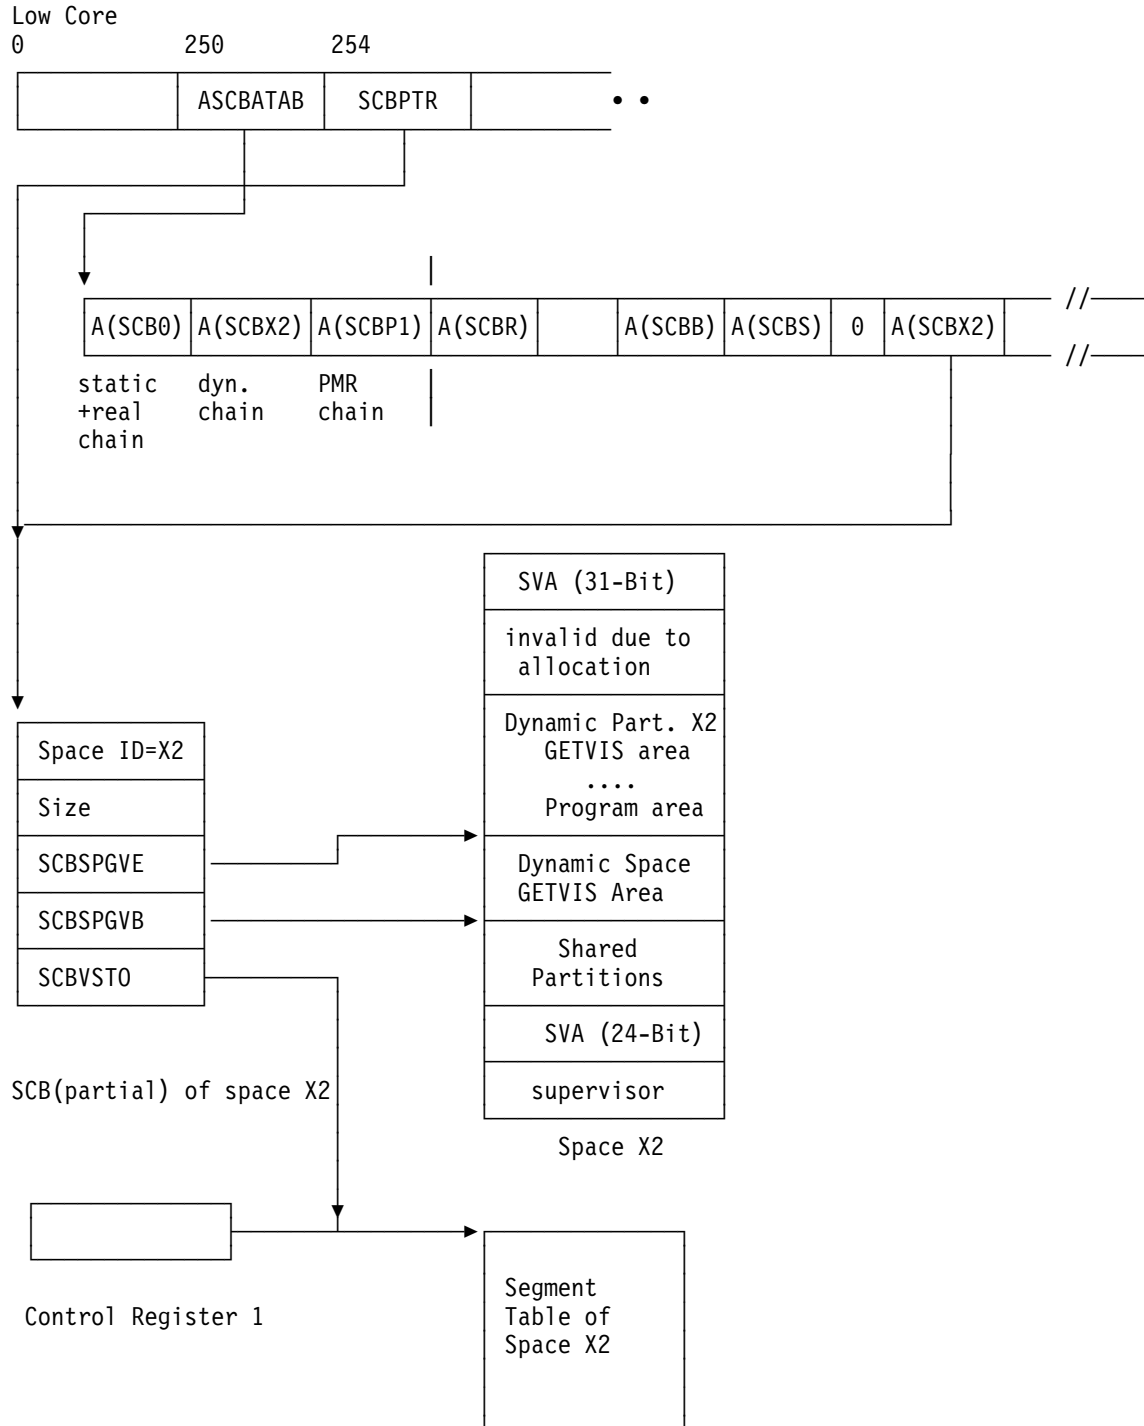 Low Core
0 250 254
ASCBATAB SCBPTR • •
A(SCB0) A(SCBX2) A(SCBP1) A(SCBR) A(SCBB) A(SCBS) 0 A(SCBX2) //
//
static dyn. PMR
+real chain chain
chain
SVA (31-Bit)
invalid due to
allocation
Dynamic Part. X2
Space ID=X2 GETVIS area
....
Size Program area
SCBSPGVE Dynamic Space
GETVIS Area
SCBSPGVB
Shared
SCBVSTO Partitions
SVA (24-Bit)
SCB(partial) of space X2 supervisor
Space X2
Segment
Control Register 1 Table of
Space X2